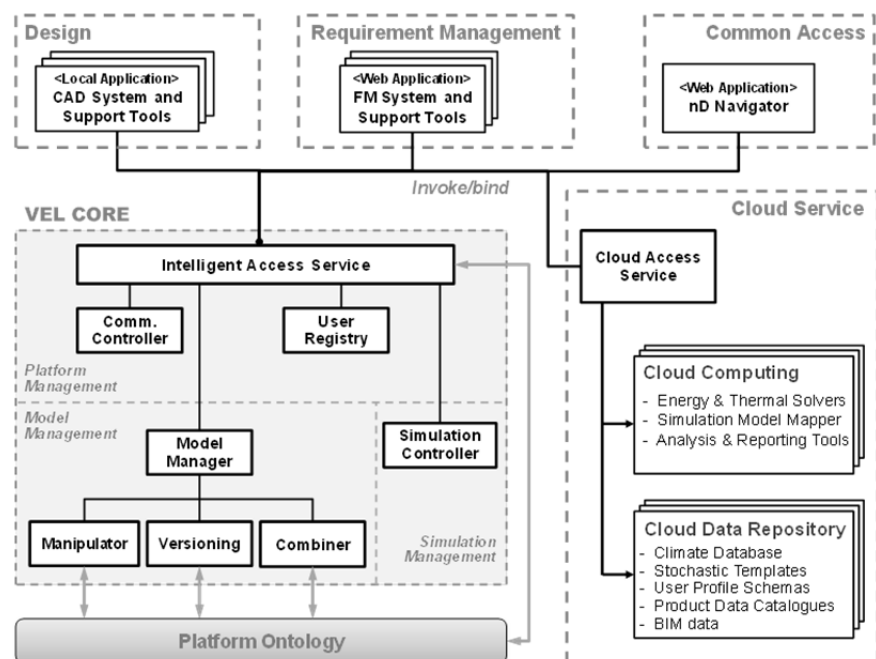 Design
<Local Application>
CAD System and
Support Tools
Requirement Management
<Web Application>
FM System and
Support Tools
Common Access
<Web Application>
nD Navigator
Invoke/bind
VEL CORE
Intelligent Access Service
Comm.
Controller
User
Registry
Platform
Management
Model
Management
Model
Manager
Simulation
Controller
Manipulator
Versioning
Combiner
Simulation
Management
Platform Ontology
Cloud Service
Cloud Access
Service
Cloud Computing
- Energy & Thermal Solvers
- Simulation Model Mapper
- Analysis & Reporting Tools
Cloud Data Repository
- Climate Database
- Stochastic Templates
- User Profile Schemas
- Product Data Catalogues
- BIM data